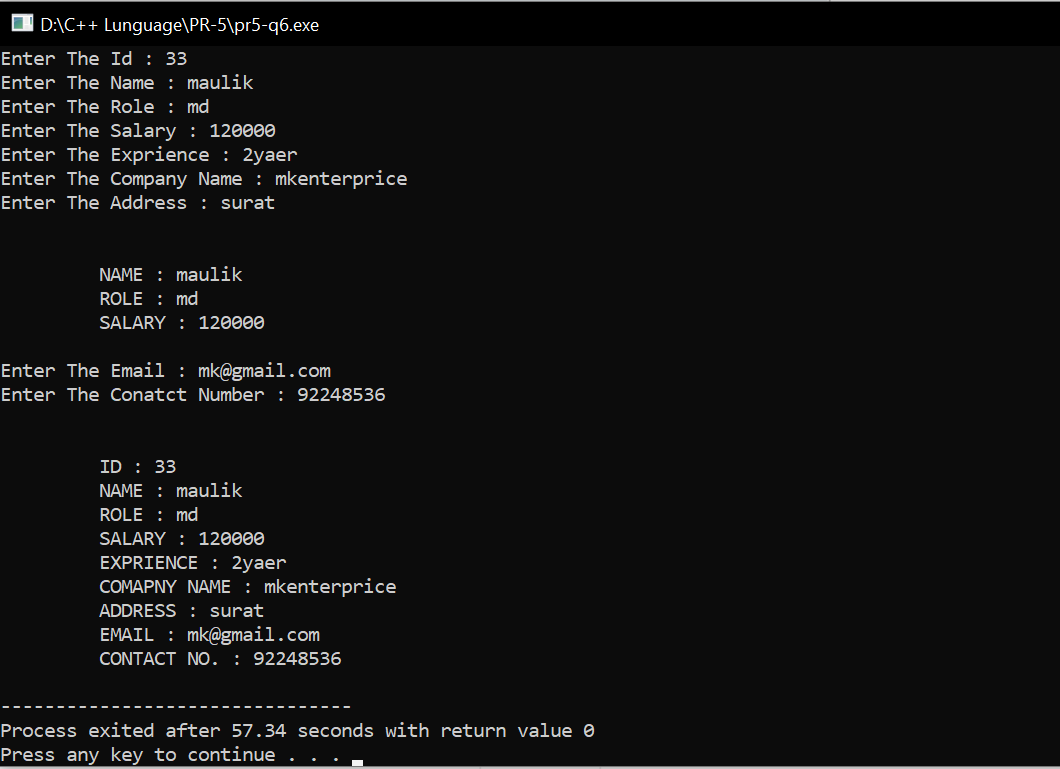 D:\C++ Lunguage\PR-5\pr5-q6.exe
Enter The Id : 33
Enter The Name : maulik
Enter The Role : md
Enter The Salary : 120000
Enter The Exprience : 2yaer
Enter The Company Name : mkenterprice
Enter The Address : surat
NAME : maulik
ROLE : md
SALARY : 120000
Enter The Email : mk@gmail.com
Enter The Conatct Number : 92248536
ID : 33
NAME : maulik
ROLE : md
SALARY : 120000
EXPRIENCE : 2yaer
COMAPNY NAME : mkenterprice
ADDRESS : surat
EMAIL : mk@gmail.com
CONTACT NO. : 92248536
--------------------------------
Process exited after 57.34 seconds with return value 0
Press any key to continue . . .